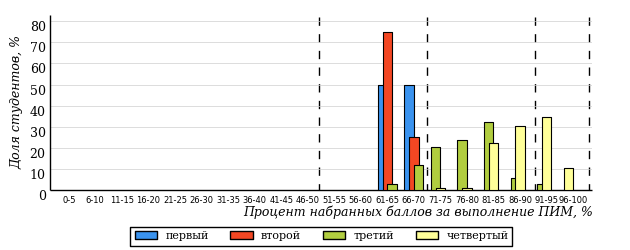 Доля студентов, %
80
70
60
50
40
30
20
10
0
0-5 6-10 11-15 16-20 21-25 26-30 31-35 36-40 41-45 46-50 51-55 56-60 61-65 66-70 71-75 76-80 81-85 86-90 91-95 96-100
Процент набранных баллов за выполнение ПИМ, %
первый второй третий четвертый